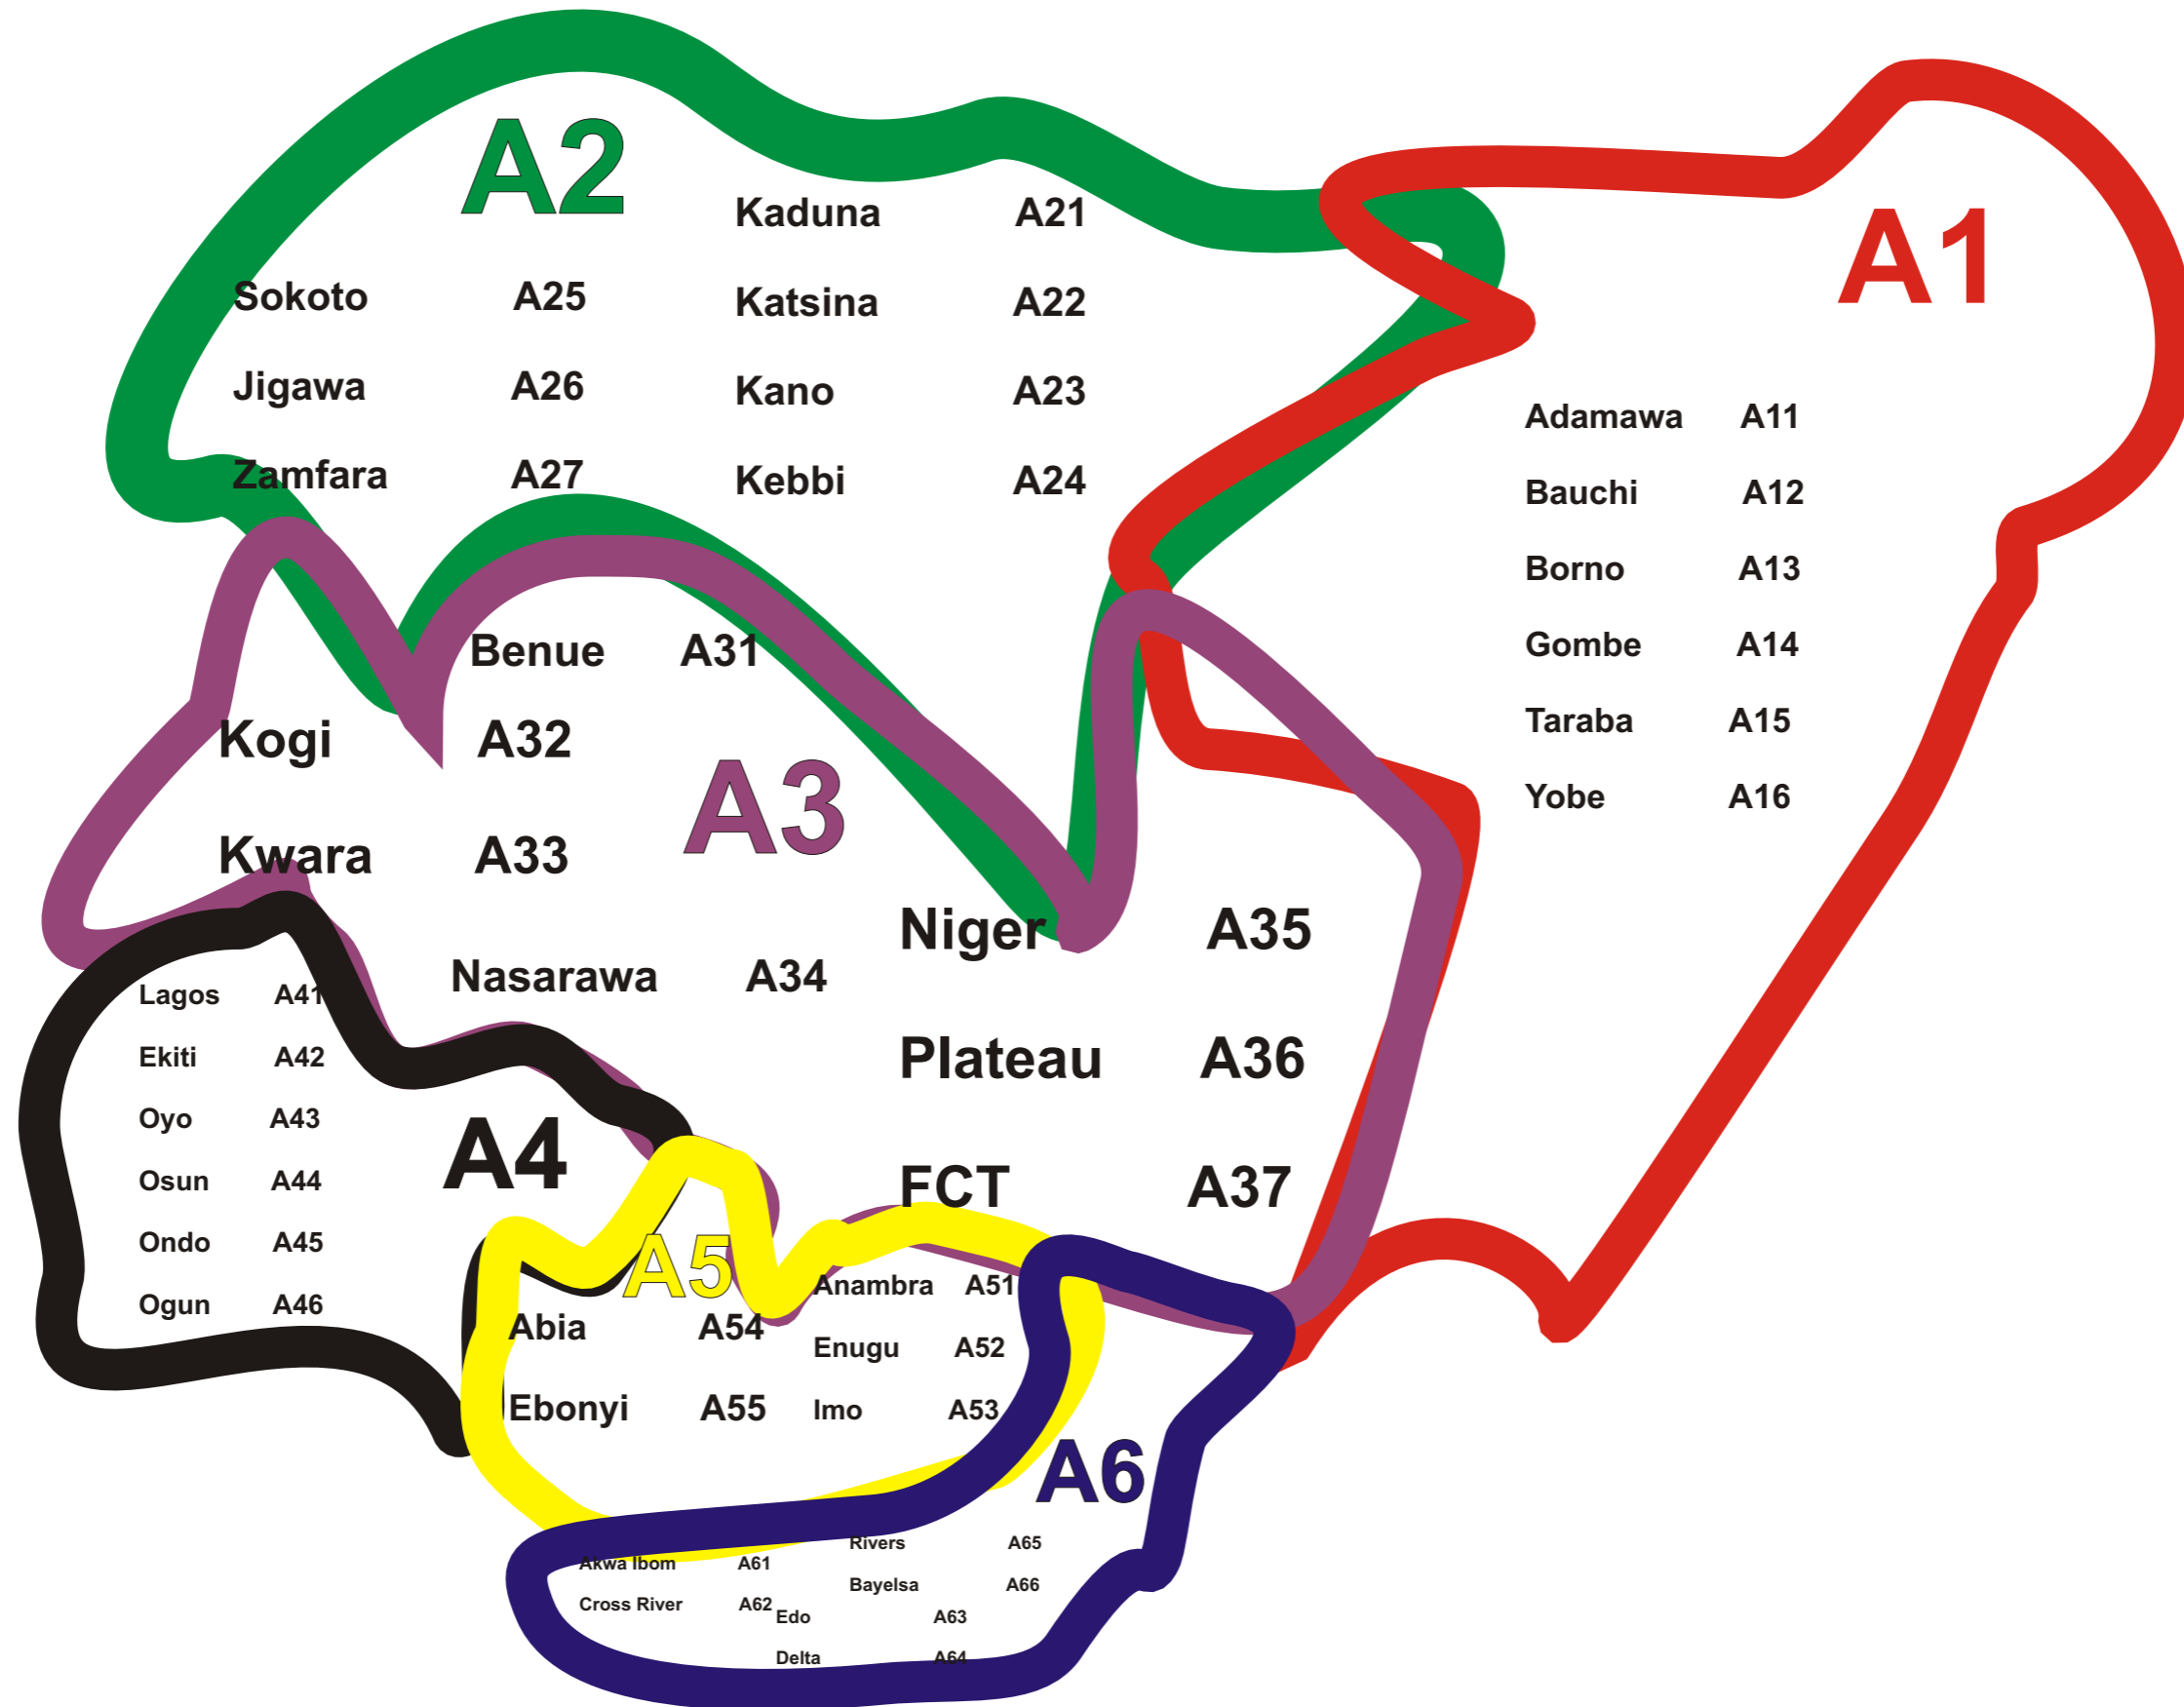 A2
Kaduna A21
Sokoto A25
Katsina A22
Jigawa A26
Kano A23
Zamfara A27
Kebbi A24
A1
Adamawa A11
Bauchi A12
Borno A13
Gombe A14
Taraba A15
Yobe A16
Benue A31
Kogi A32
A3
Kwara A33
Niger A35
Nasarawa A34
Plateau A36
FCT A37
Lagos A41
Ekiti A42
Oyo A43
A4
Osun A44
Ondo A45
Ogun A46
A5
Anambra A51
Abia A54
Enugu A52
Ebonyi A55
Imo A53
A6
Rivers A65
Akwa Ibom A61
Bayelsa A66
Cross River A62
Edo A63
Delta A64